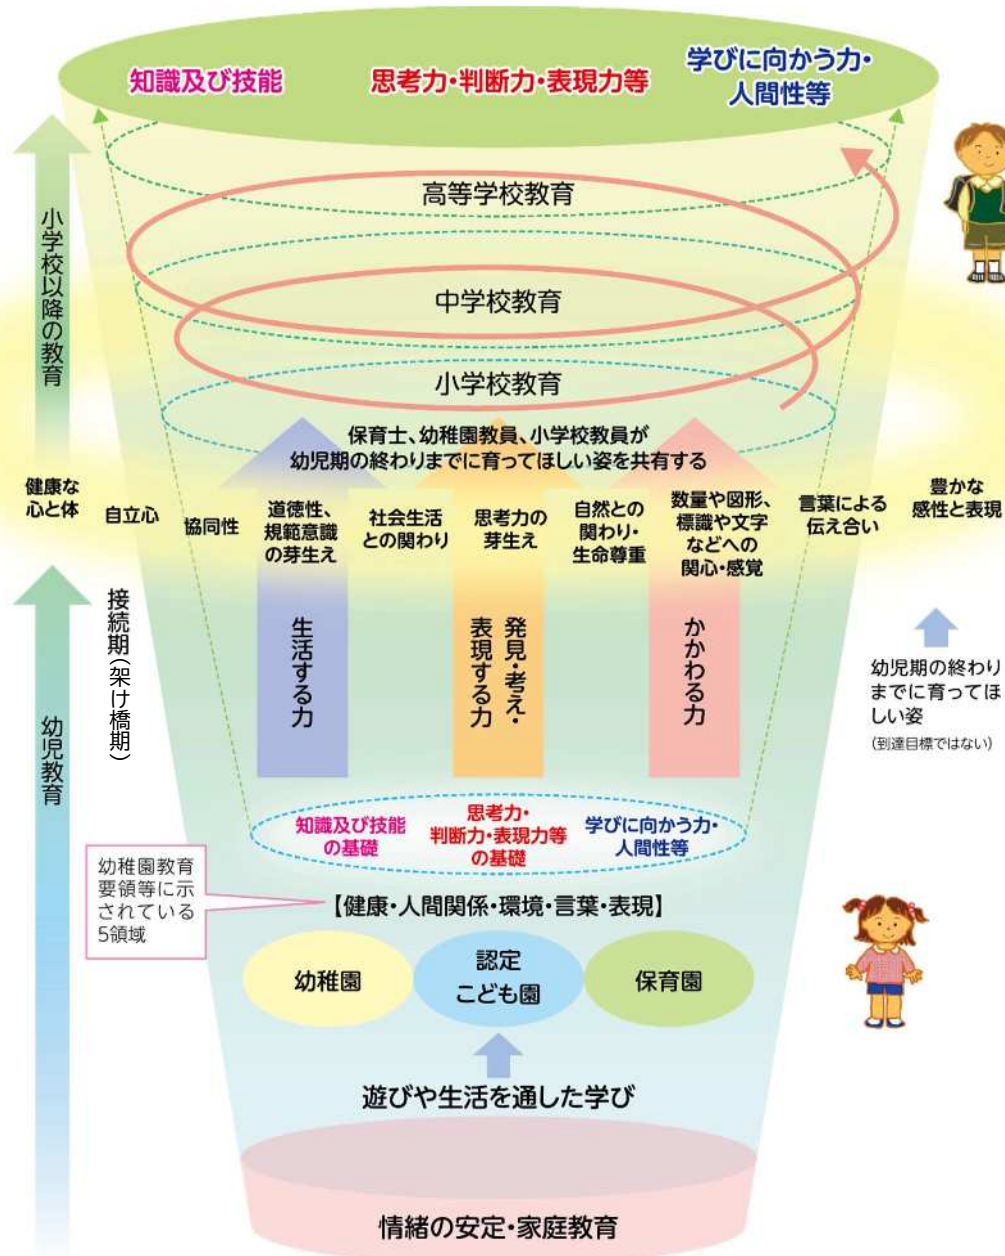 知識及び技能
思考力・判断力・表現力等
学びに向かう力・
人間性等
小学校以降の教育
高等学校教育
中学校教育
小学校教育
保育士、幼稚園教員、小学校教員が
幼児期の終わりまでに育ってほしい姿を共有する
健康な
心と体
自立心
協同性
道徳性、
規範意識
の芽生え
社会生活
との関わり
思考力の
芽生え
自然との
関わり・
生命尊重
数量や図形、
標識や文字
などへの
関心・感覚
言葉による
伝え合い
豊かな
感性と表現
幼児教育
接続期(架け橋期)
生活する力
発見・考え・
表現する力
かかわる力
幼児期の終わり
までに育ってほ
しい姿
(到達目標ではない)
知識及び技能
の基礎
思考力・
判断力・表現力等
の基礎
学びに向かう力・
人間性等
幼稚園教育
要領等に示
されている
5領域
【健康・人間関係・環境・言葉・表現】
幼稚園
認定
こども園
保育園
遊びや生活を通した学び
情緒の安定・家庭教育